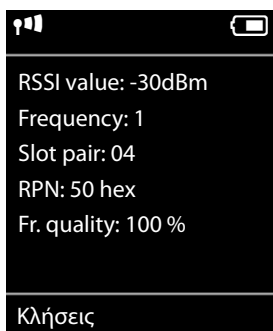 RSSI value: -30dBm
Frequency: 1
Slot pair: 04
RPN: 50 hex
Fr. quality: 100 %
Κλήσεις